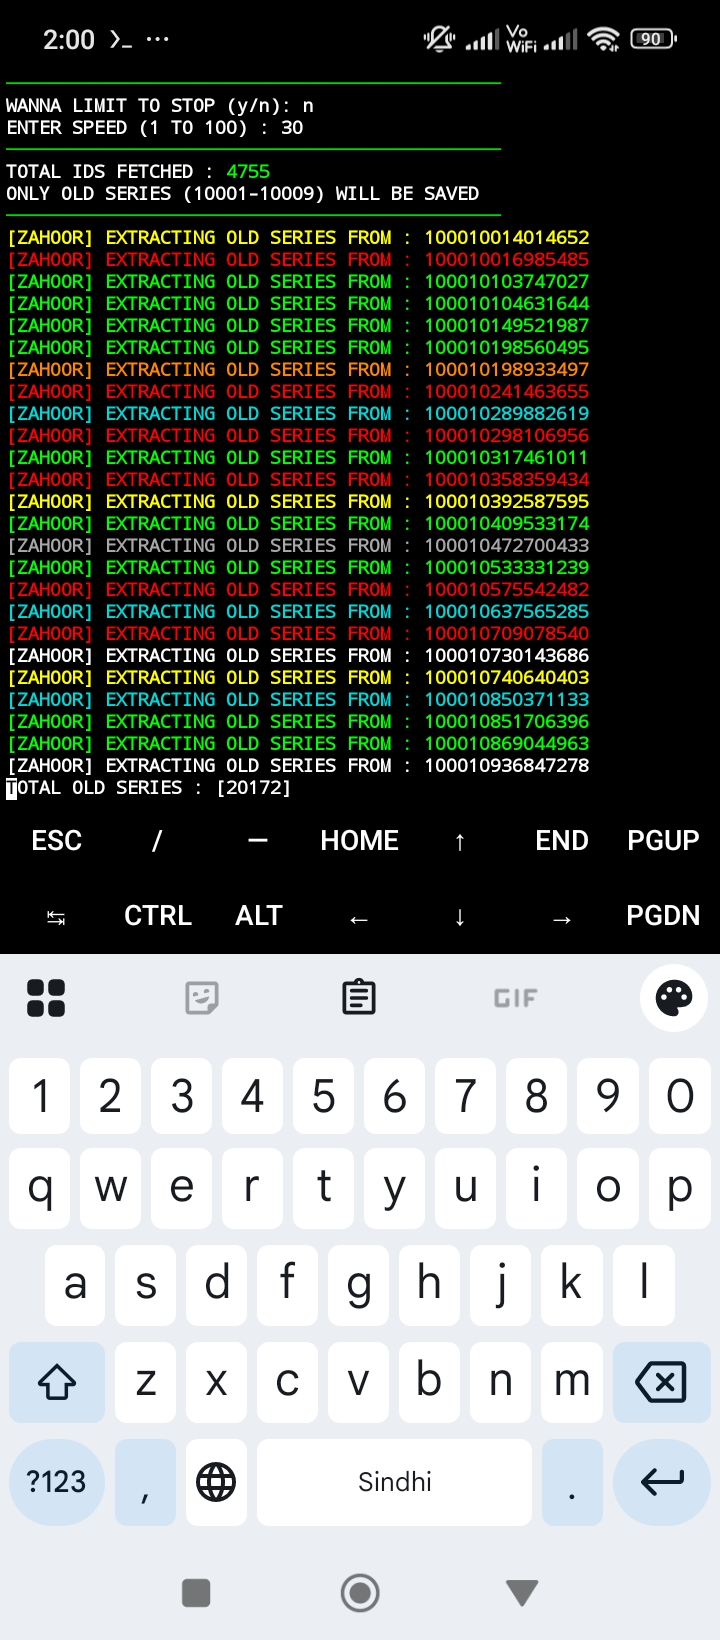 2:00 >_ ...
Vo WiFi 90
WANNA LIMIT TO STOP (y/n): n
ENTER SPEED (1 TO 100) : 30
TOTAL IDS FETCHED : 4755
ONLY OLD SERIES (10001-10009) WILL BE SAVED
[ZAHOOR] EXTRACTING OLD SERIES FROM : 100010014014652
[ZAHOOR] EXTRACTING OLD SERIES FROM : 100010016985485
[ZAHOOR] EXTRACTING OLD SERIES FROM : 100010103747027
[ZAHOOR] EXTRACTING OLD SERIES FROM : 100010104631644
[ZAHOOR] EXTRACTING OLD SERIES FROM : 100010149521987
[ZAHOOR] EXTRACTING OLD SERIES FROM : 100010198560495
[ZAHOOR] EXTRACTING OLD SERIES FROM : 100010198933497
[ZAHOOR] EXTRACTING OLD SERIES FROM : 100010241463655
[ZAHOOR] EXTRACTING OLD SERIES FROM : 100010289882619
[ZAHOOR] EXTRACTING OLD SERIES FROM : 100010298106956
[ZAHOOR] EXTRACTING OLD SERIES FROM : 100010317461011
[ZAHOOR] EXTRACTING OLD SERIES FROM : 100010358359434
[ZAHOOR] EXTRACTING OLD SERIES FROM : 100010392587595
[ZAHOOR] EXTRACTING OLD SERIES FROM : 100010409533174
[ZAHOOR] EXTRACTING OLD SERIES FROM : 100010472700433
[ZAHOOR] EXTRACTING OLD SERIES FROM : 100010533331239
[ZAHOOR] EXTRACTING OLD SERIES FROM : 100010575542482
[ZAHOOR] EXTRACTING OLD SERIES FROM : 100010637565285
[ZAHOOR] EXTRACTING OLD SERIES FROM : 100010709078540
[ZAHOOR] EXTRACTING OLD SERIES FROM : 100010730143686
[ZAHOOR] EXTRACTING OLD SERIES FROM : 100010740640403
[ZAHOOR] EXTRACTING OLD SERIES FROM : 100010850371133
[ZAHOOR] EXTRACTING OLD SERIES FROM : 100010851706396
[ZAHOOR] EXTRACTING OLD SERIES FROM : 100010869044963
[ZAHOOR] EXTRACTING OLD SERIES FROM : 100010936847278
TOTAL OLD SERIES : [20172]
ESC / — HOME ↑ END PGUP
↹ CTRL ALT ← ↓ → PGDN
GIF
1 2 3 4 5 6 7 8 9 0
q w e r t y u i o p
a s d f g h j k l
z x c v b n m
?123 , Sindhi .